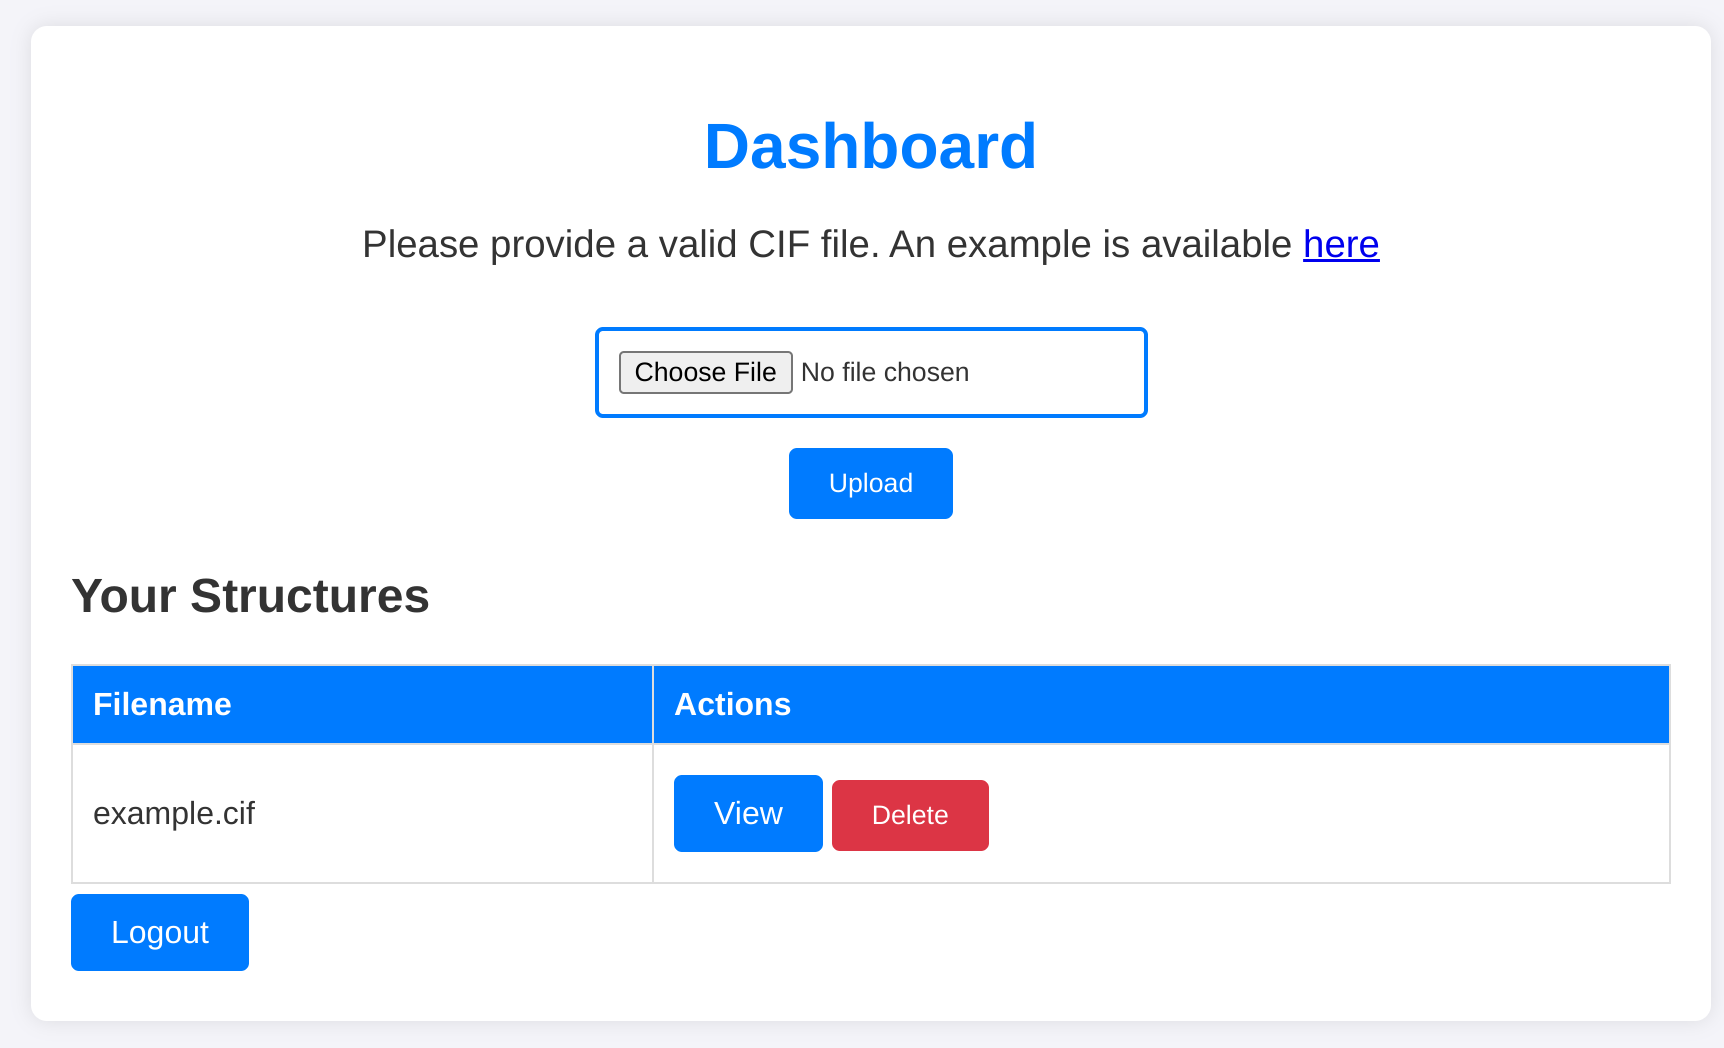 Dashboard
Please provide a valid CIF file. An example is available here
Choose File No file chosen
Upload
Your Structures
Filename Actions
example.cif View Delete
Logout